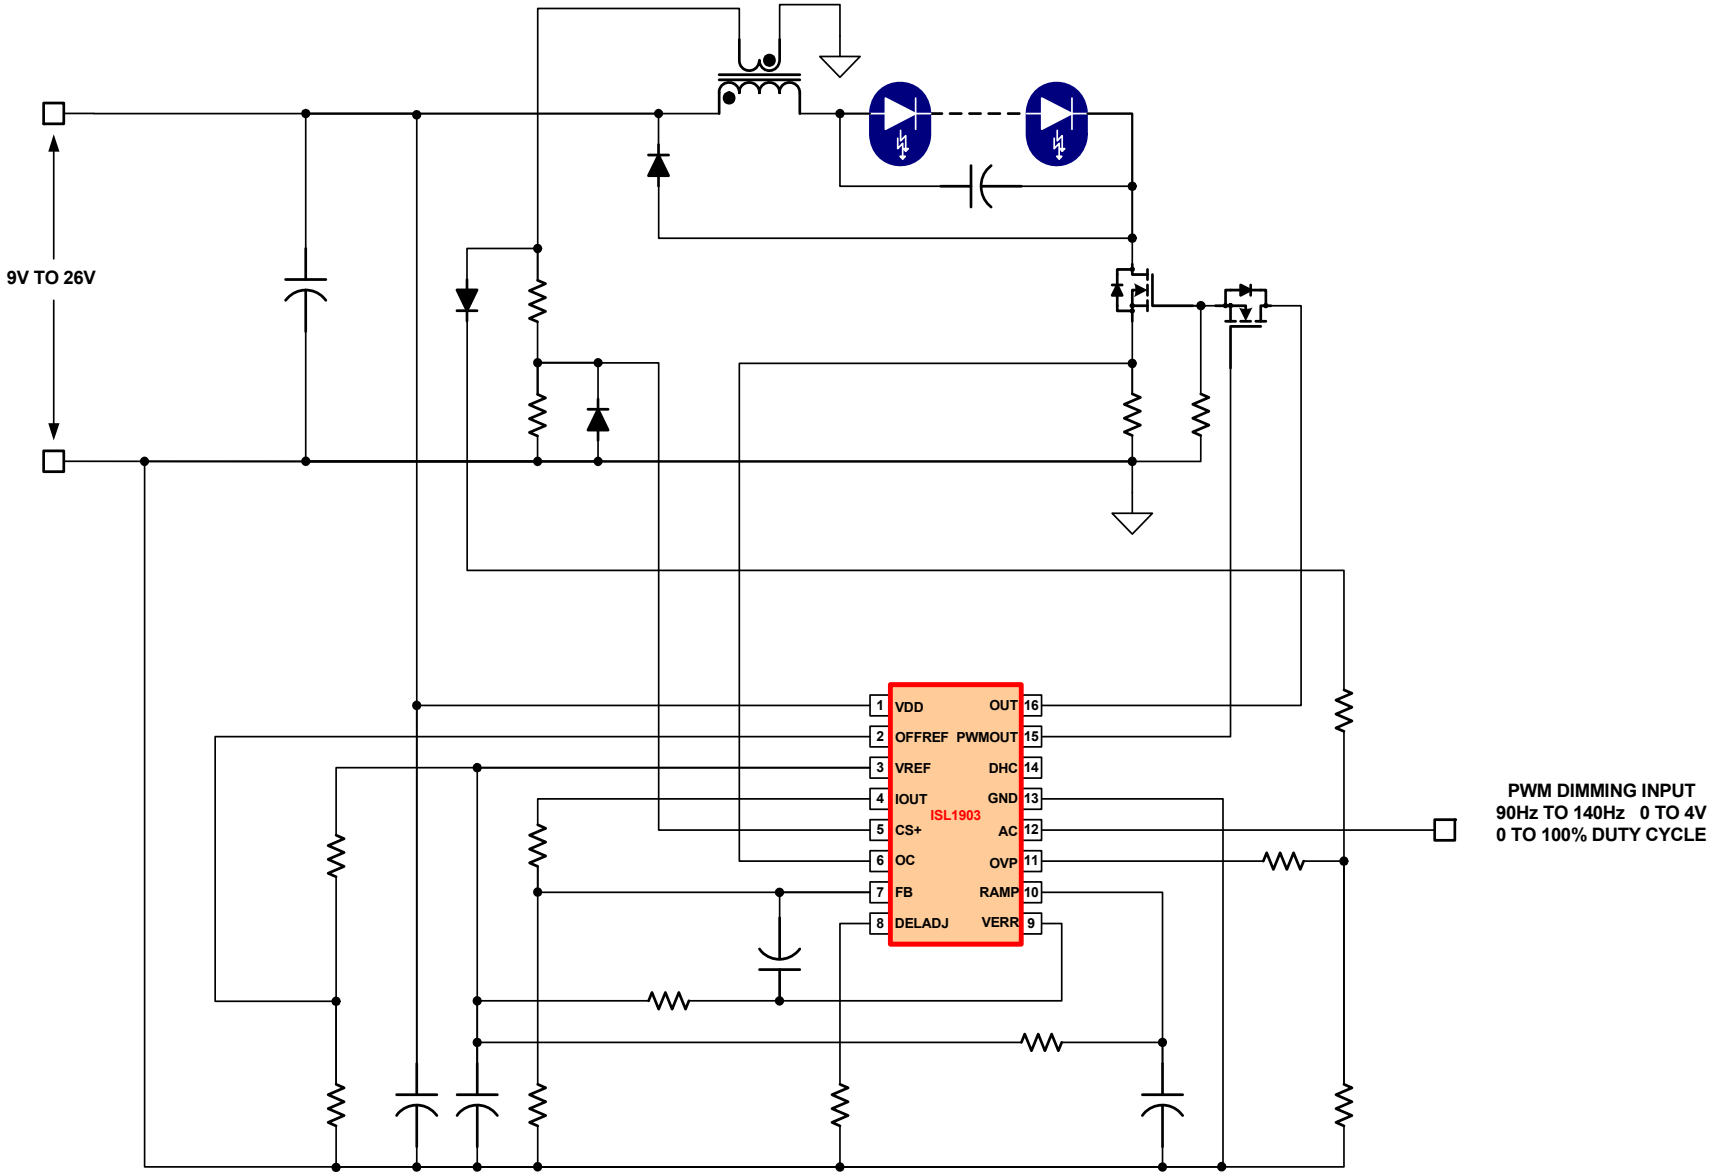 9V TO 26V
1 VDD
OUT 16
2 OFFREF
PWMOUT 15
3 VREF
DHC 14
4 IOUT
GND 13
ISL1903
5 CS+
AC 12
6 OC
OVP 11
7 FB
RAMP 10
8 DELADJ
VERR 9
PWM DIMMING INPUT
90Hz TO 140Hz 0 TO 4V
0 TO 100% DUTY CYCLE